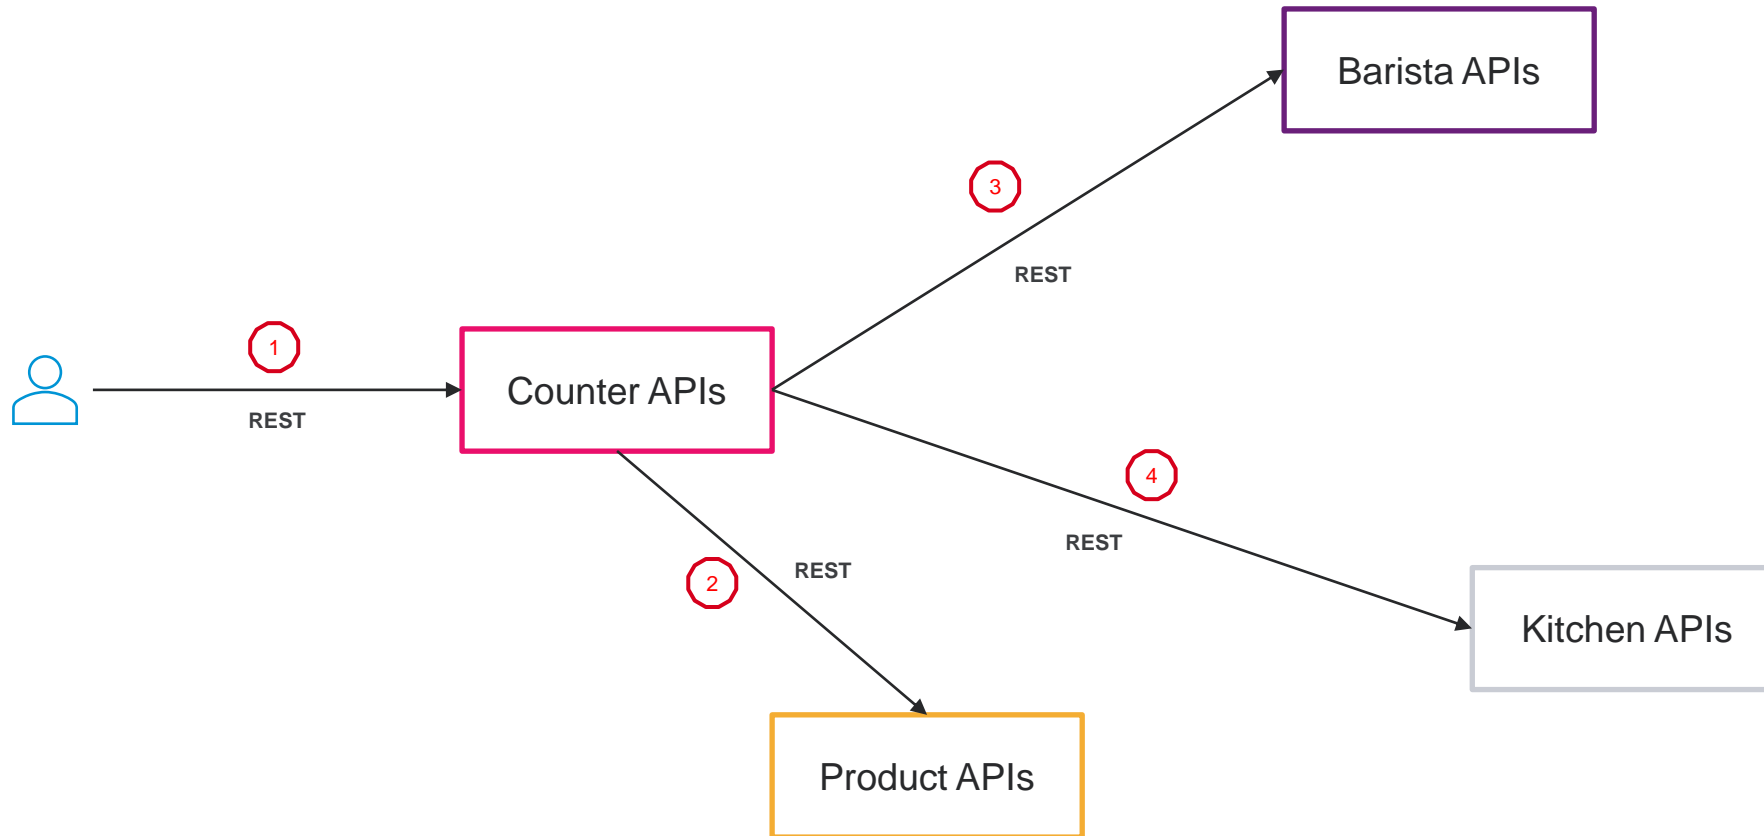 Barista APIs
3
REST
1
REST
Counter APIs
4
REST
2
REST
Kitchen APIs
Product APIs